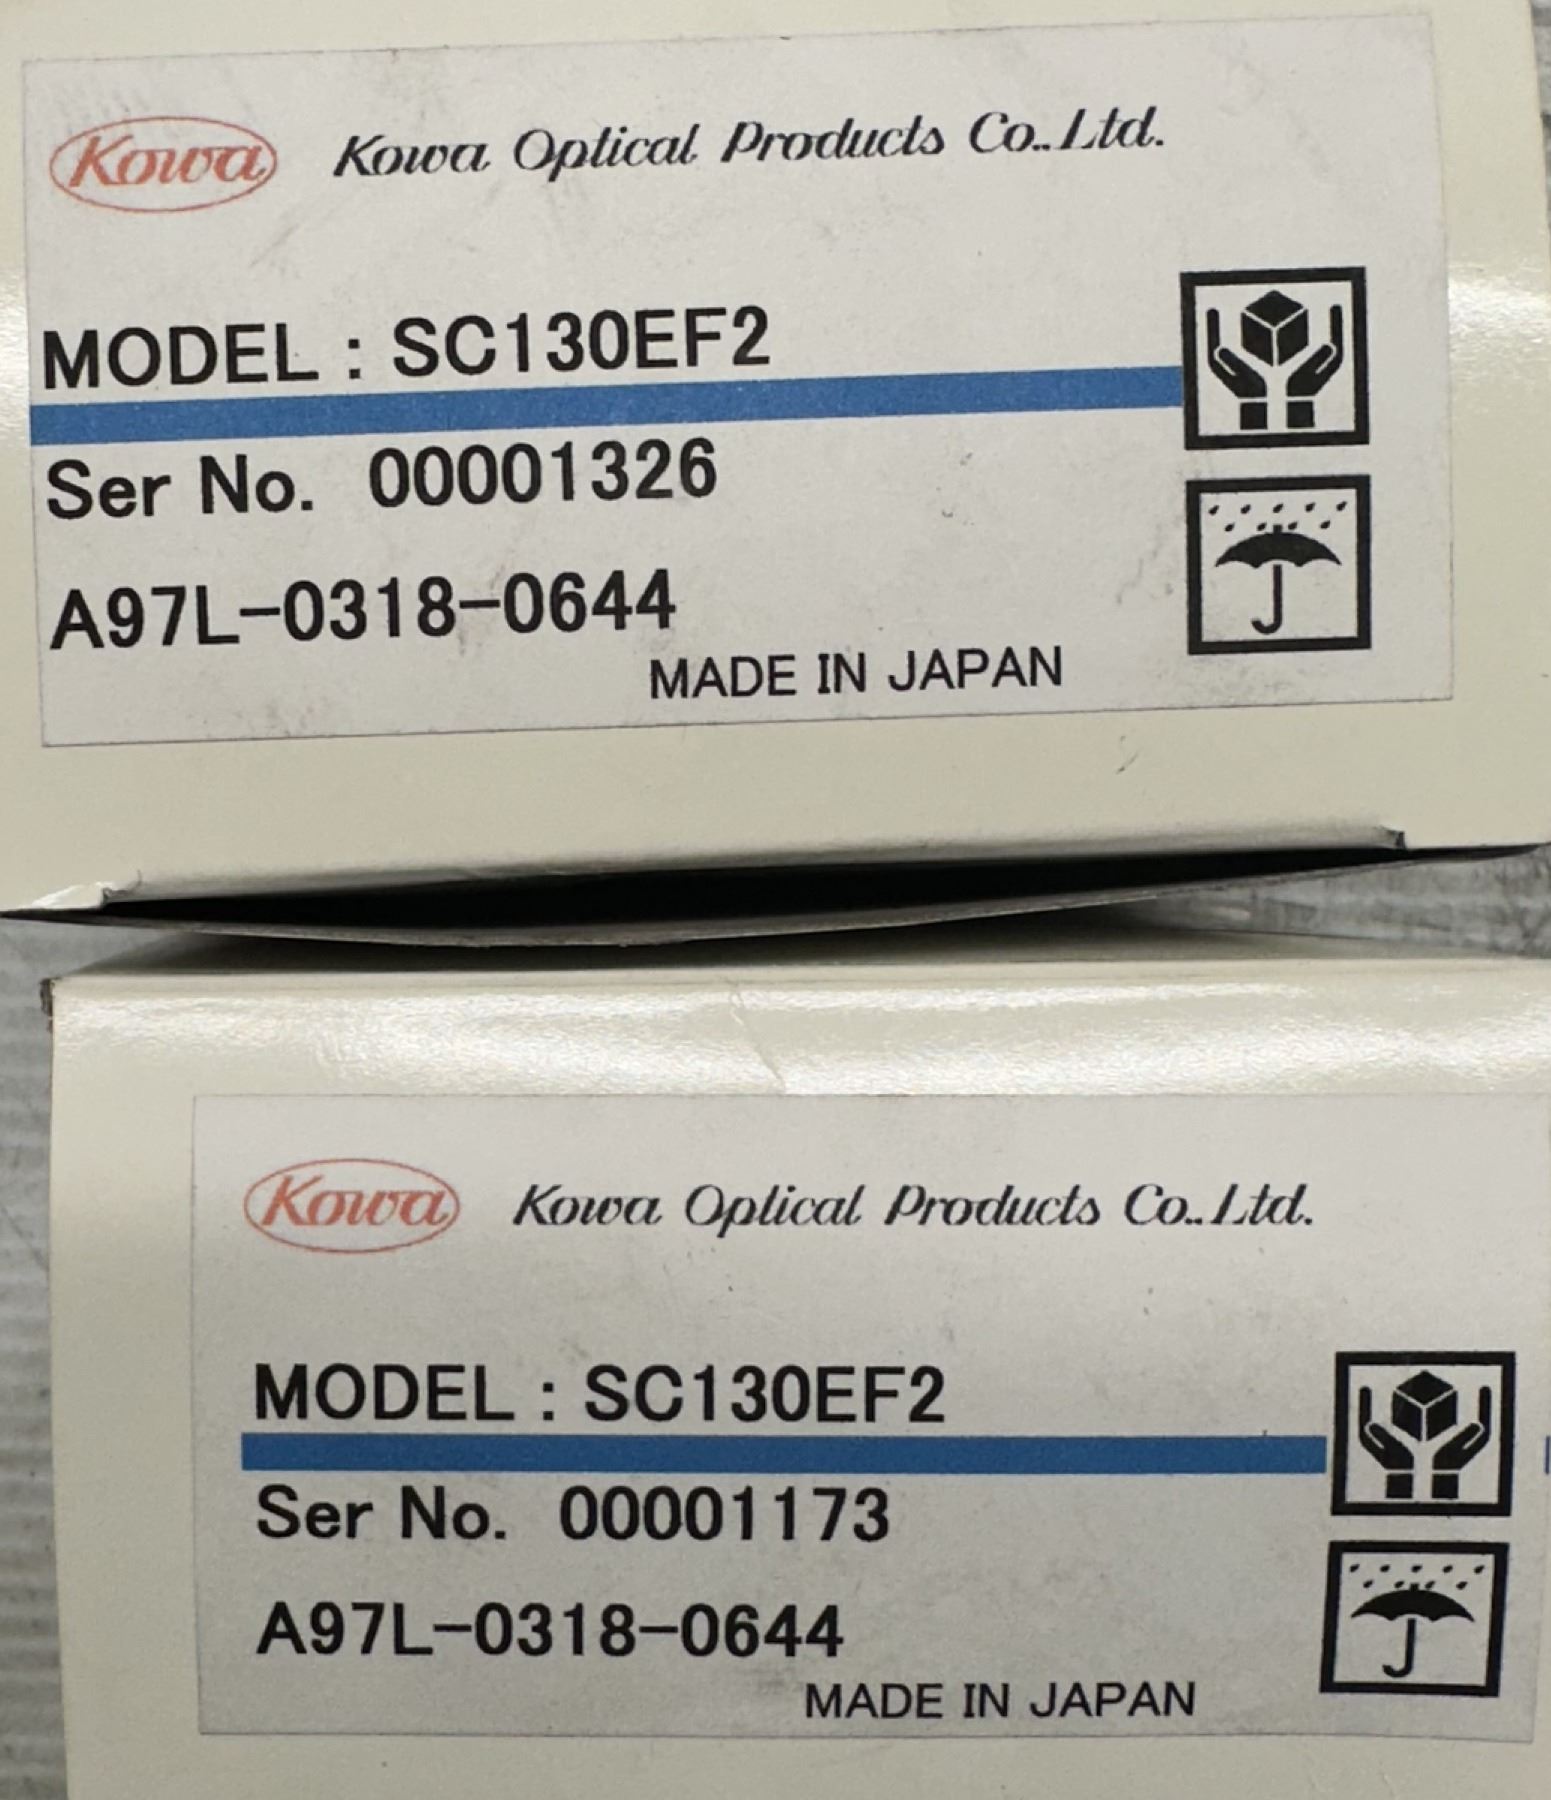 Kowa Kowa Optical Products Co.,Ltd.
MODEL : SC130EF2
Ser No. 00001326
A97L-0318-0644
MADE IN JAPAN
Kowa Kowa Optical Products Co.,Ltd.
MODEL : SC130EF2
Ser No. 00001173
A97L-0318-0644
MADE IN JAPAN